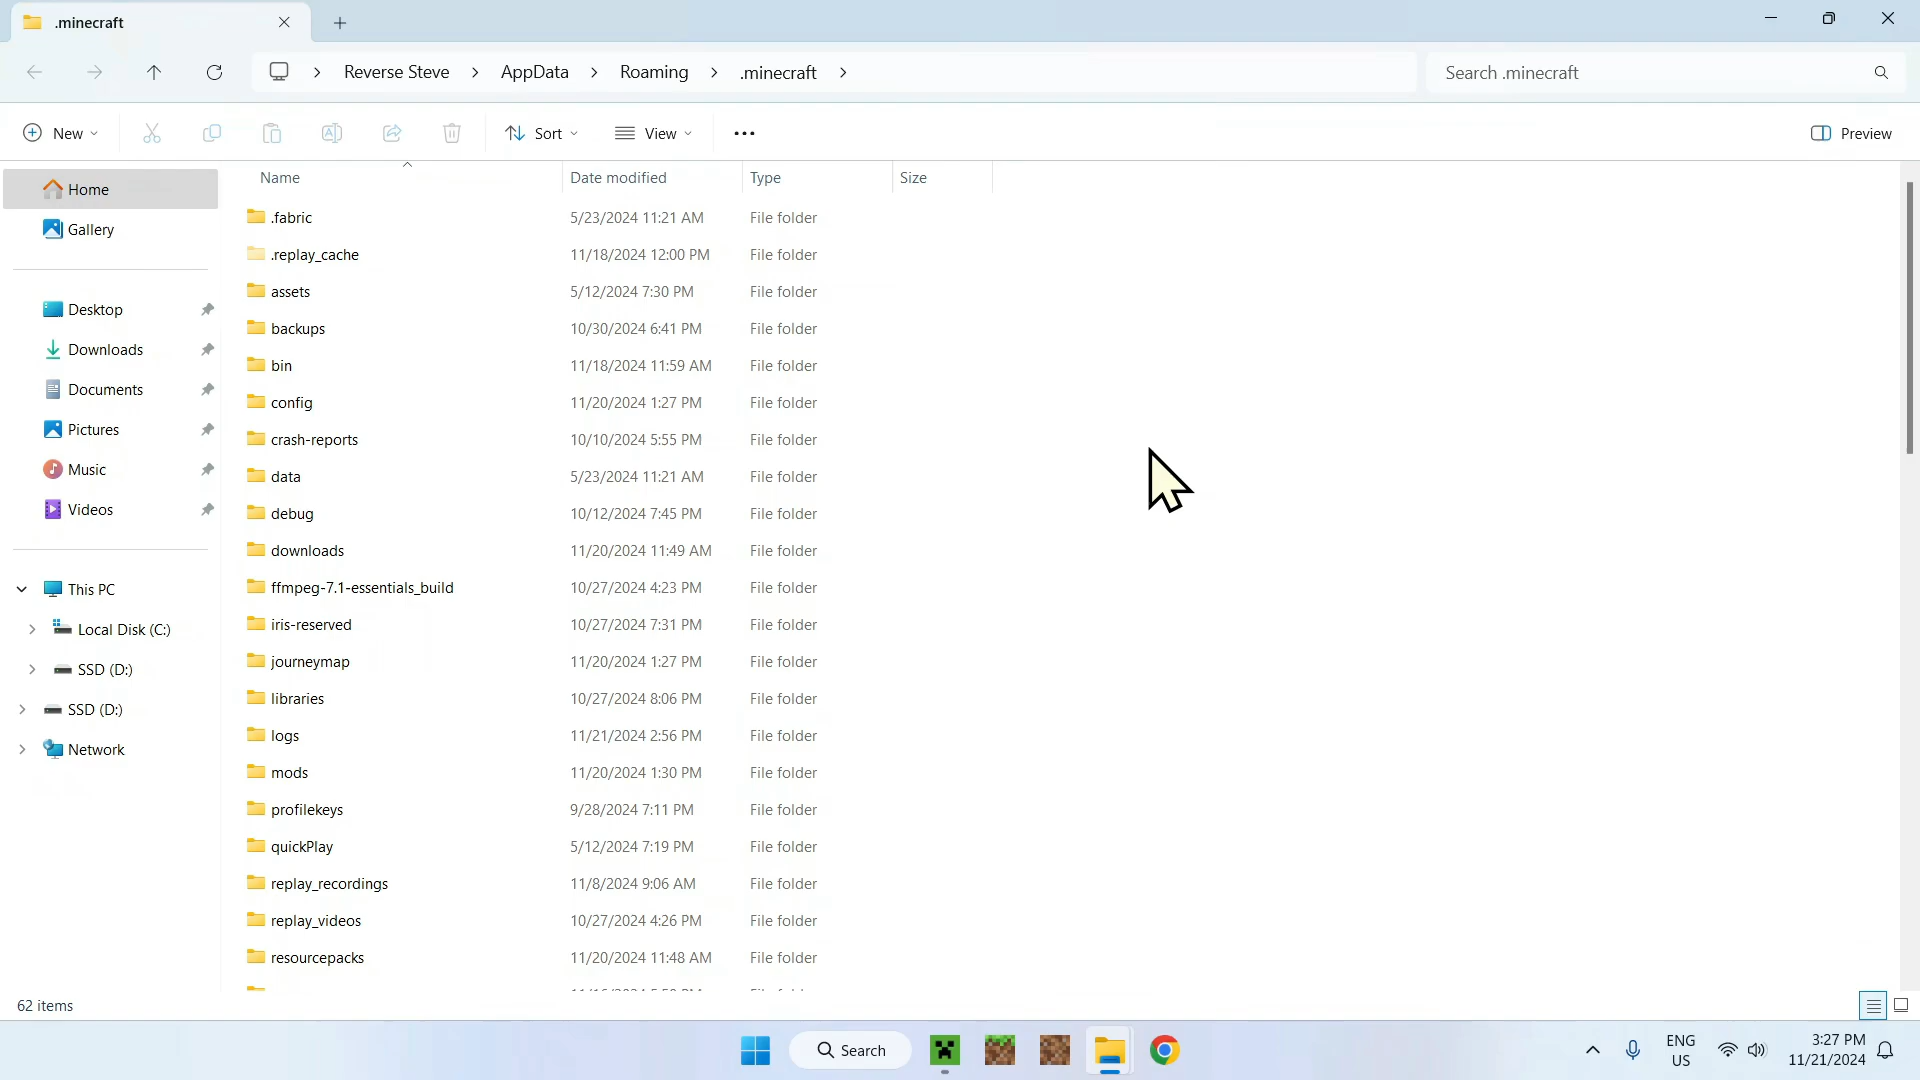 .minecraft
Reverse Steve > AppData > Roaming > .minecraft >
Search .minecraft
New
Sort
View
Preview
Name Date modified Type Size
Home
Gallery
Desktop
Downloads
Documents
Pictures
Music
Videos
This PC
Local Disk (C:)
SSD (D:)
SSD (D:)
Network
.fabric 5/23/2024 11:21 AM File folder
.replay_cache 11/18/2024 12:00 PM File folder
assets 5/12/2024 7:30 PM File folder
backups 10/30/2024 6:41 PM File folder
bin 11/18/2024 11:59 AM File folder
config 11/20/2024 1:27 PM File folder
crash-reports 10/10/2024 5:55 PM File folder
data 5/23/2024 11:21 AM File folder
debug 10/12/2024 7:45 PM File folder
downloads 11/20/2024 11:49 AM File folder
ffmpeg-7.1-essentials_build 10/27/2024 4:23 PM File folder
iris-reserved 10/27/2024 7:31 PM File folder
journeymap 11/20/2024 1:27 PM File folder
libraries 10/27/2024 8:06 PM File folder
logs 11/21/2024 2:56 PM File folder
mods 11/20/2024 1:30 PM File folder
profilekeys 9/28/2024 7:11 PM File folder
quickPlay 5/12/2024 7:19 PM File folder
replay_recordings 11/8/2024 9:06 AM File folder
replay_videos 10/27/2024 4:26 PM File folder
resourcepacks 11/20/2024 11:48 AM File folder
62 items
Search
ENG
US
3:27 PM
11/21/2024